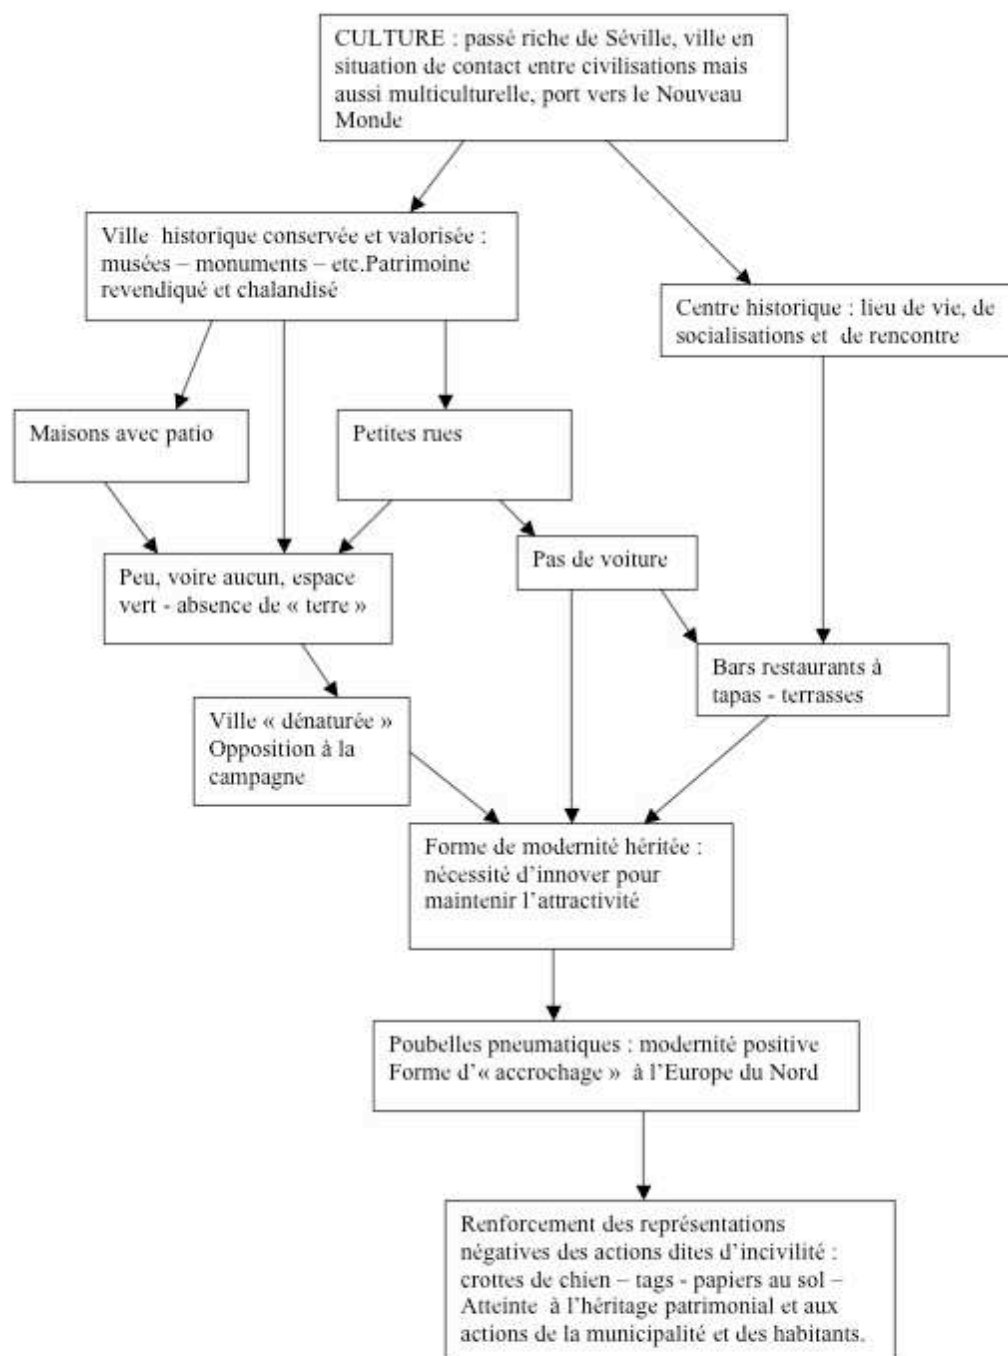 CULTURE : passé riche de Séville, ville en
situation de contact entre civilisations mais
aussi multiculturelle, port vers le Nouveau
Monde
Ville historique conservée et valorisée :
musées – monuments – etc.Patrimoine
revendiqué et chalandisé
Centre historique : lieu de vie, de
socialisations et de rencontre
Maisons avec patio
Petites rues
Peu, voire aucun, espace
vert - absence de « terre »
Pas de voiture
Bars restaurants à
tapas - terrasses
Ville « dénaturée »
Opposition à la
campagne
Forme de modernité héritée :
nécessité d'innover pour
maintenir l'attractivité
Poubelles pneumatiques : modernité positive
Forme d'« accrochage » à l'Europe du Nord
Renforcement des représentations
négatives des actions dites d'incivilité :
crottes de chien – tags - papiers au sol –
Atteinte à l'héritage patrimonial et aux
actions de la municipalité et des habitants.